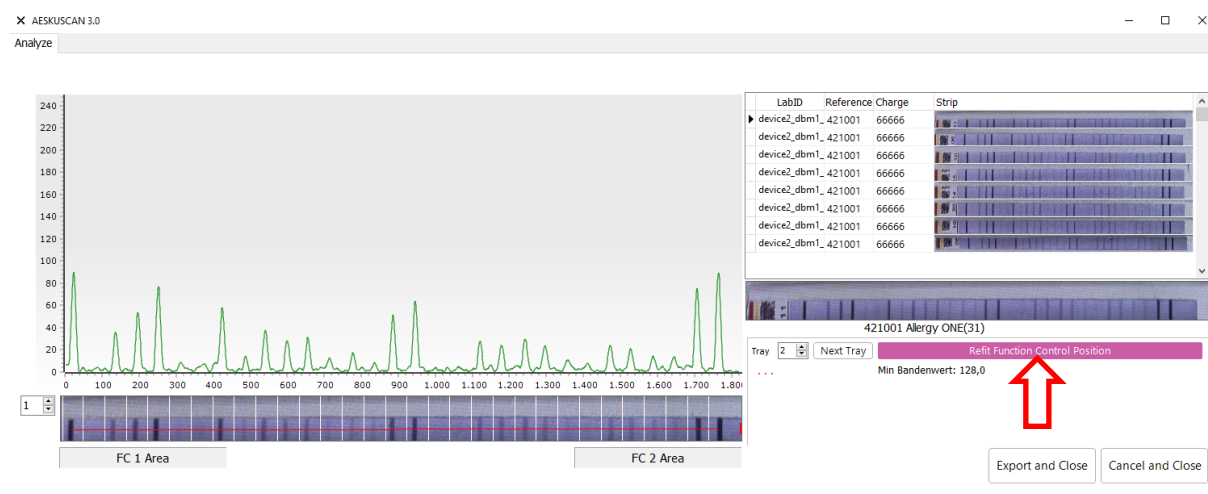 AESKUSCAN 3.0
Analyze
240
220
200
180
160
140
120
100
80
60
40
20
0
0 100 200 300 400 500 600 700 800 900 1.000 1.100 1.200 1.300 1.400 1.500 1.600 1.700 1.80
1
FC 1 Area FC 2 Area
LabID Reference Charge Strip
device2_dbm1_ 421001 66666
device2_dbm1_ 421001 66666
device2_dbm1_ 421001 66666
device2_dbm1_ 421001 66666
device2_dbm1_ 421001 66666
device2_dbm1_ 421001 66666
device2_dbm1_ 421001 66666
device2_dbm1_ 421001 66666
421001 Allergy ONE(31)
Tray 2 Next Tray Refit Function Control Position
... Min Bandenwert: 128,0
Export and Close Cancel and Close